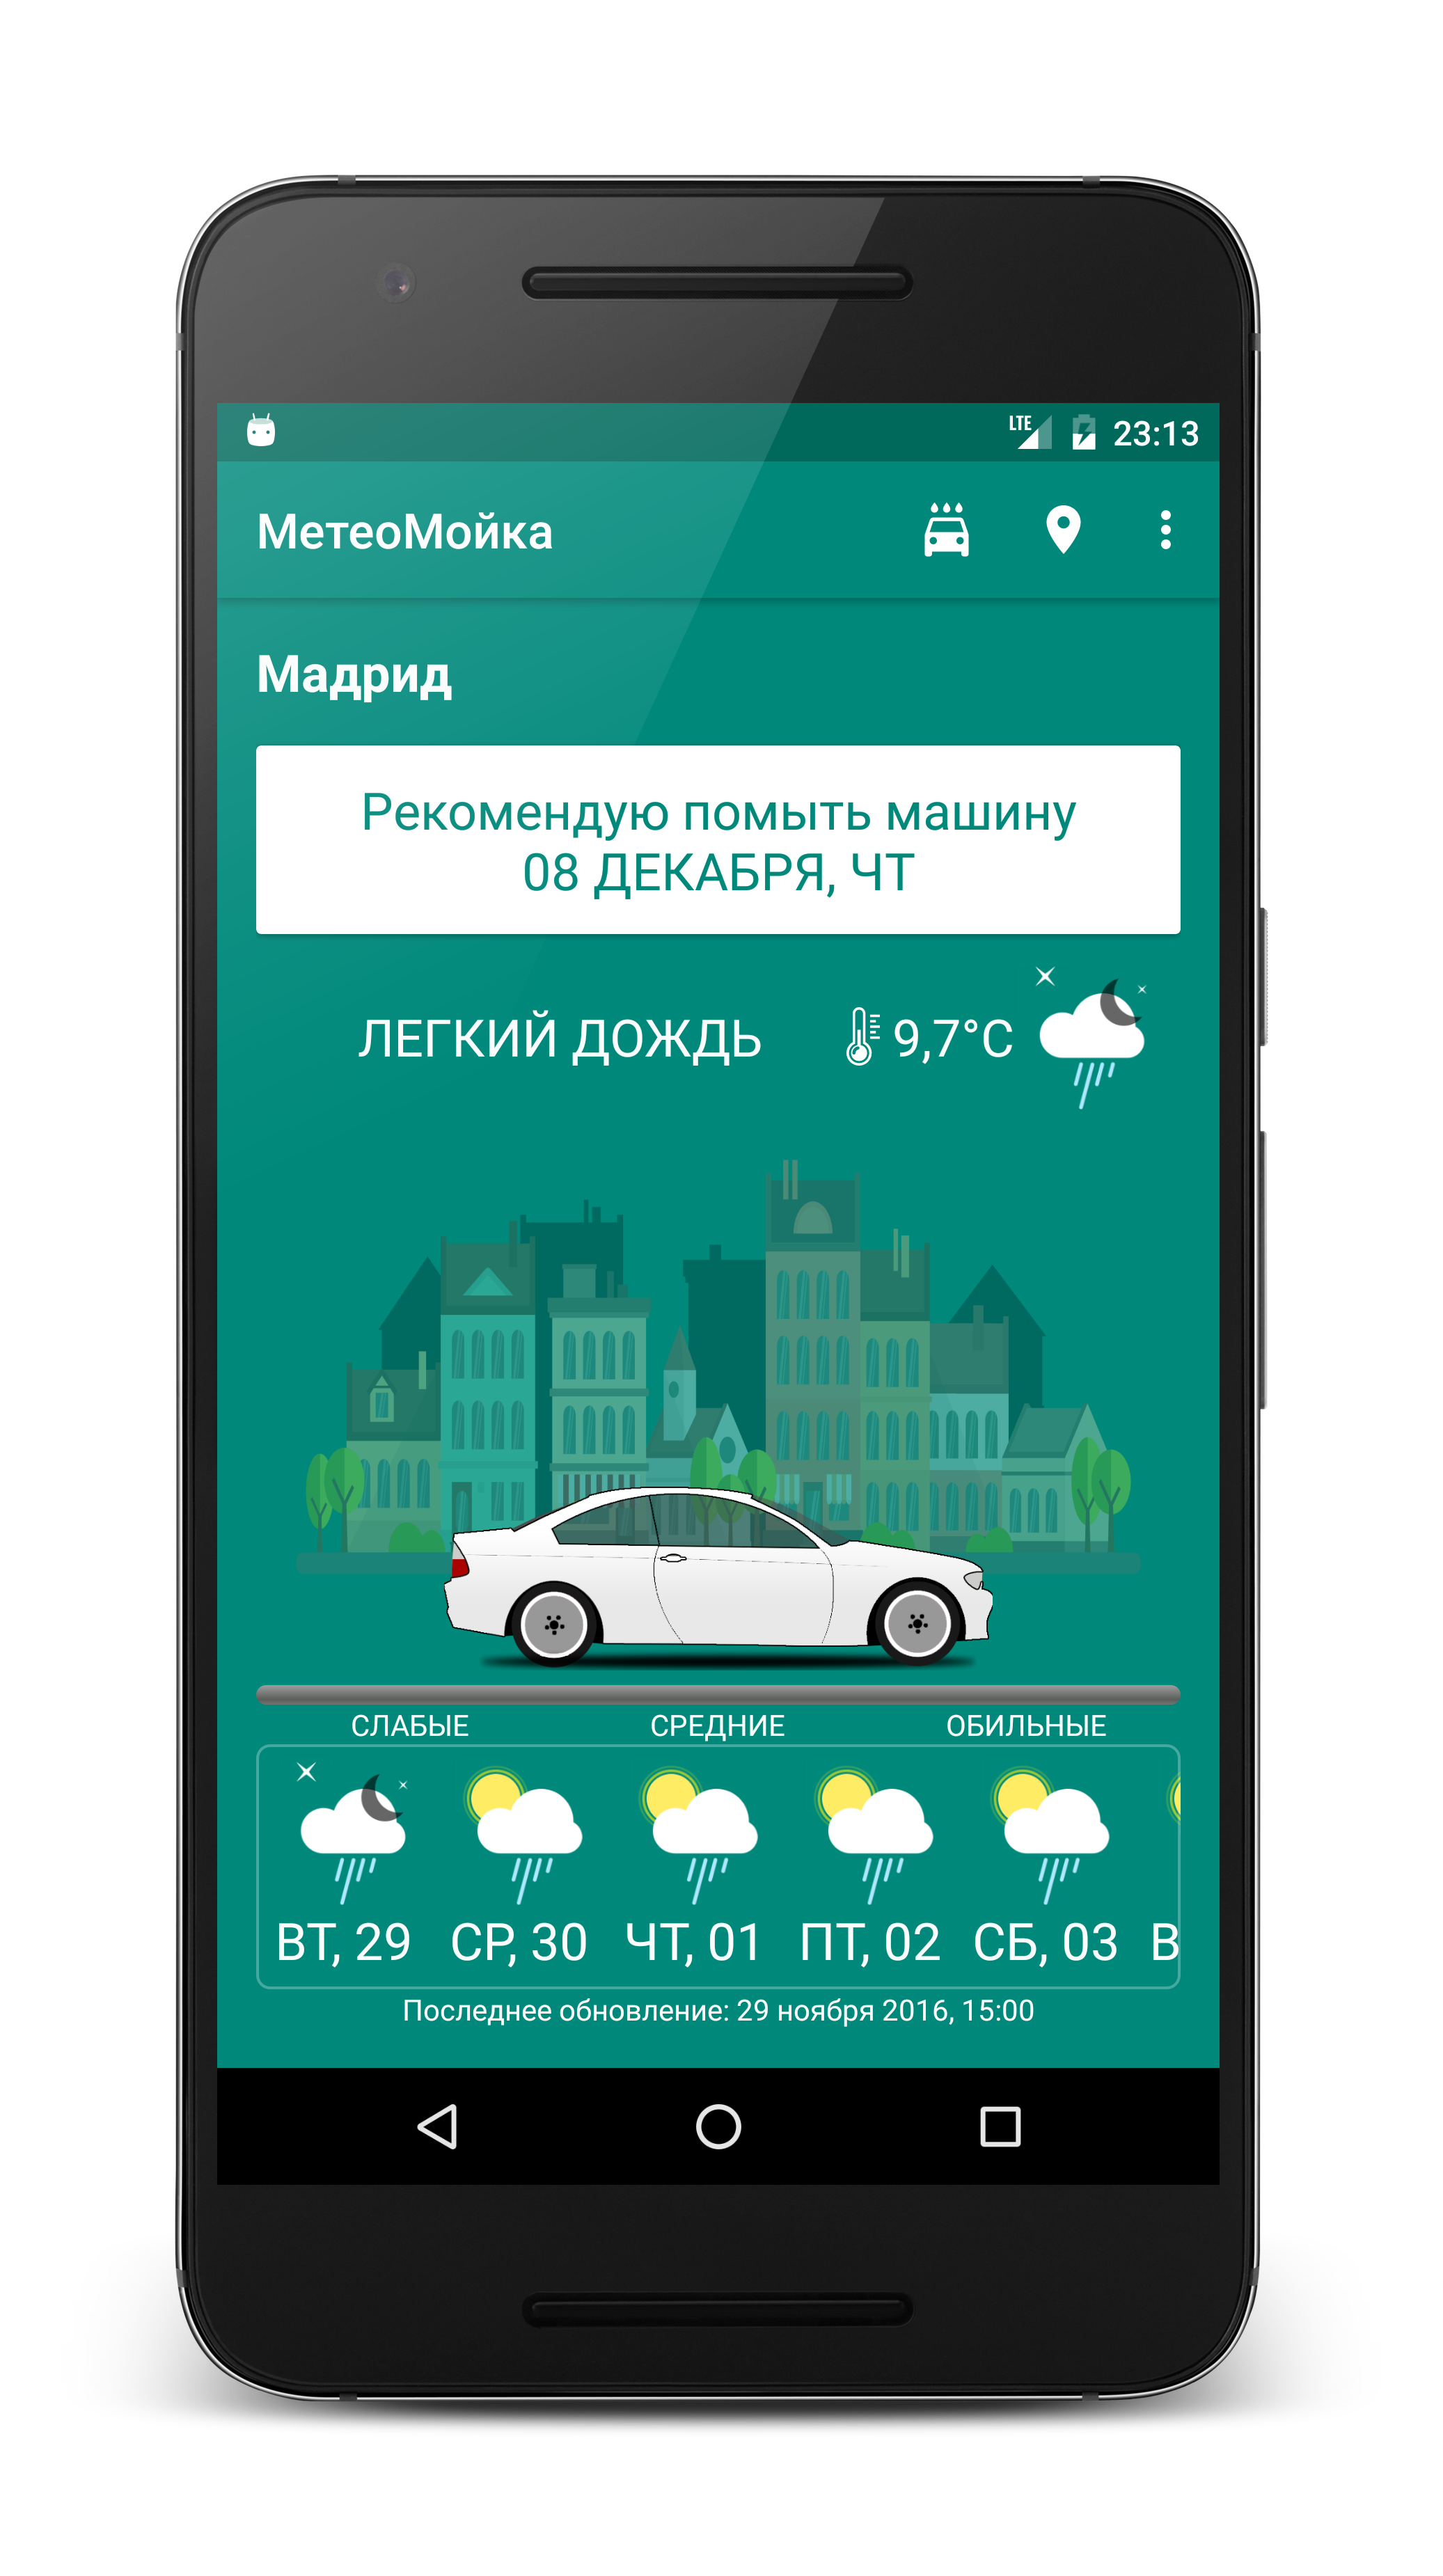 LTE 23:13
МетеоМойка
Мадрид
Рекомендую помыть машину
08 ДЕКАБРЯ, ЧТ
ЛЕГКИЙ ДОЖДЬ 9,7°C
СЛАБЫЕ СРЕДНИЕ ОБИЛЬНЫЕ
ВТ, 29 СР, 30 ЧТ, 01 ПТ, 02 СБ, 03 В
Последнее обновление: 29 ноября 2016, 15:00